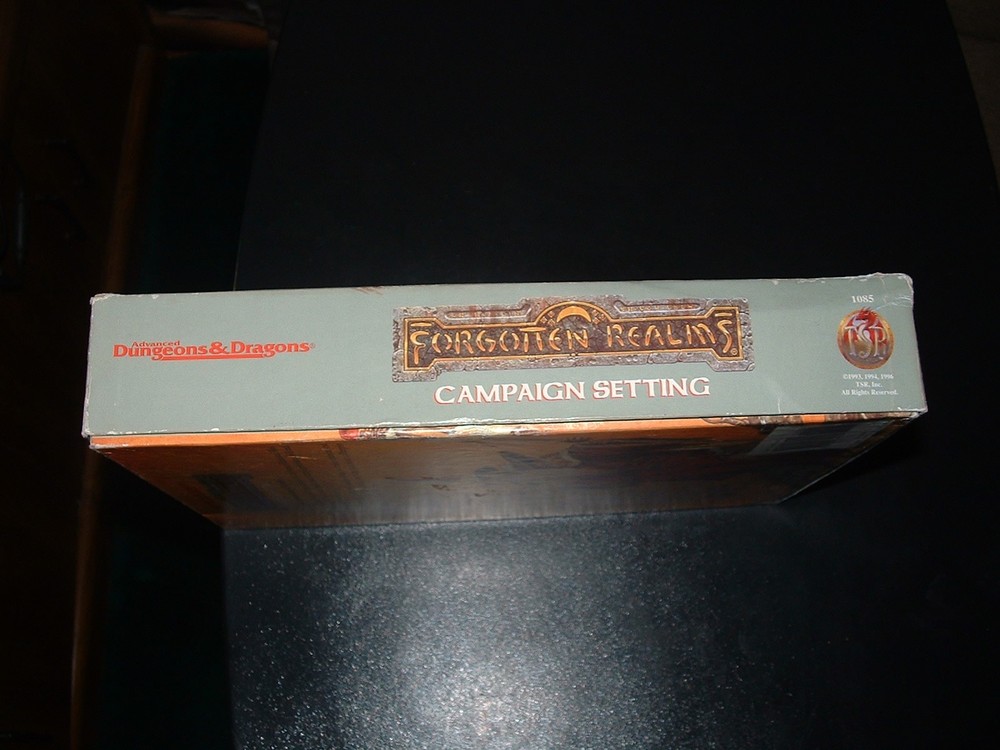 Advanced
Dungeons&Dragons®
FORGOTTEN REALMS®
CAMPAIGN SETTING
1085
TSR
©1993, 1994, 1996
TSR, Inc.
All Rights Reserved.